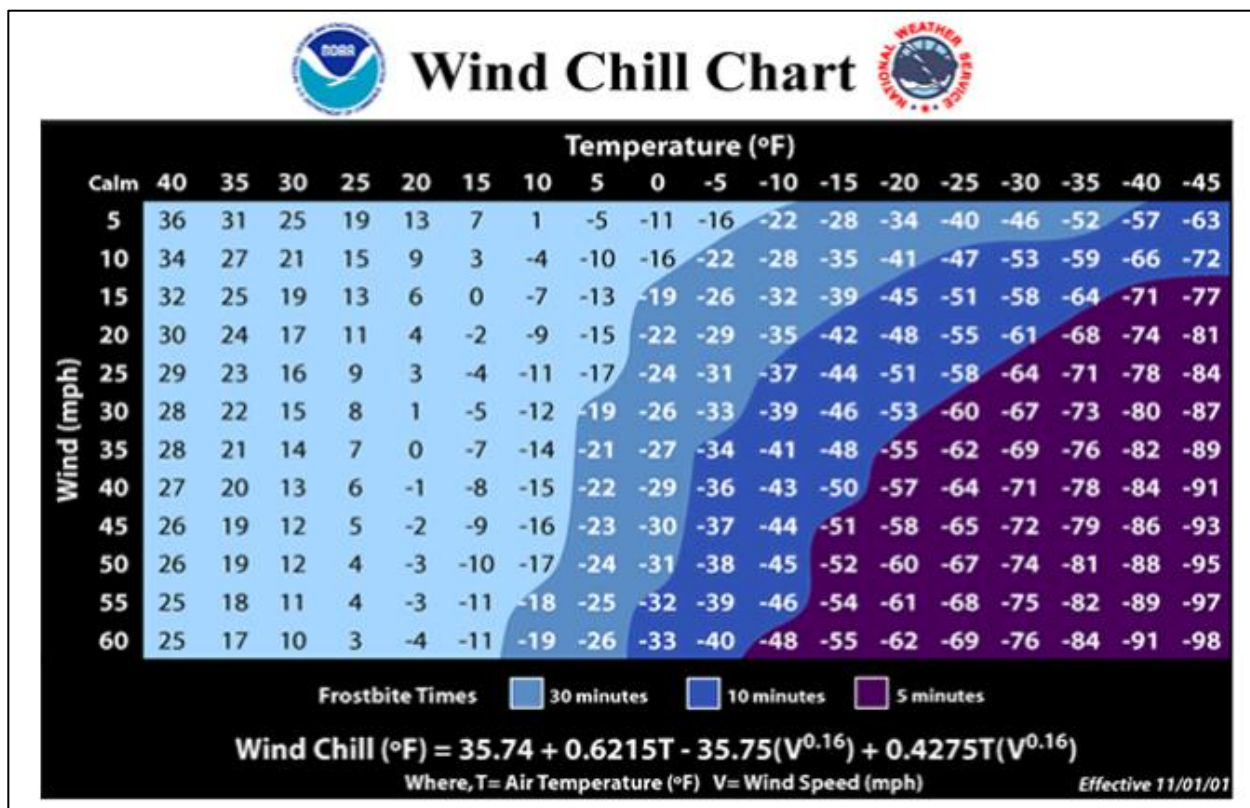 NOAA
Wind Chill Chart
NATIONAL WEATHER SERVICE
Temperature (ºF)
Calm 40 35 30 25 20 15 10 5 0 -5 -10 -15 -20 -25 -30 -35 -40 -45
5 36 31 25 19 13 7 1 -5 -11 -16 -22 -28 -34 -40 -46 -52 -57 -63
10 34 27 21 15 9 3 -4 -10 -16 -22 -28 -35 -41 -47 -53 -59 -66 -72
15 32 25 19 13 6 0 -7 -13 -19 -26 -32 -39 -45 -51 -58 -64 -71 -77
20 30 24 17 11 4 -2 -9 -15 -22 -29 -35 -42 -48 -55 -61 -68 -74 -81
25 29 23 16 9 3 -4 -11 -17 -24 -31 -37 -44 -51 -58 -64 -71 -78 -84
30 28 22 15 8 1 -5 -12 -19 -26 -33 -39 -46 -53 -60 -67 -73 -80 -87
35 28 21 14 7 0 -7 -14 -21 -27 -34 -41 -48 -55 -62 -69 -76 -82 -89
40 27 20 13 6 -1 -8 -15 -22 -29 -36 -43 -50 -57 -64 -71 -78 -84 -91
45 26 19 12 5 -2 -9 -16 -23 -30 -37 -44 -51 -58 -65 -72 -79 -86 -93
50 26 19 12 4 -3 -10 -17 -24 -31 -38 -45 -52 -60 -67 -74 -81 -88 -95
55 25 18 11 4 -3 -11 -18 -25 -32 -39 -46 -54 -61 -68 -75 -82 -89 -97
60 25 17 10 3 -4 -11 -19 -26 -33 -40 -48 -55 -62 -69 -76 -84 -91 -98
Wind (mph)
Frostbite Times 30 minutes 10 minutes 5 minutes
Wind Chill (ºF) = 35.74 + 0.6215T - 35.75(V^0.16) + 0.4275T(V^0.16)
Where, T= Air Temperature (ºF) V= Wind Speed (mph)
Effective 11/01/01